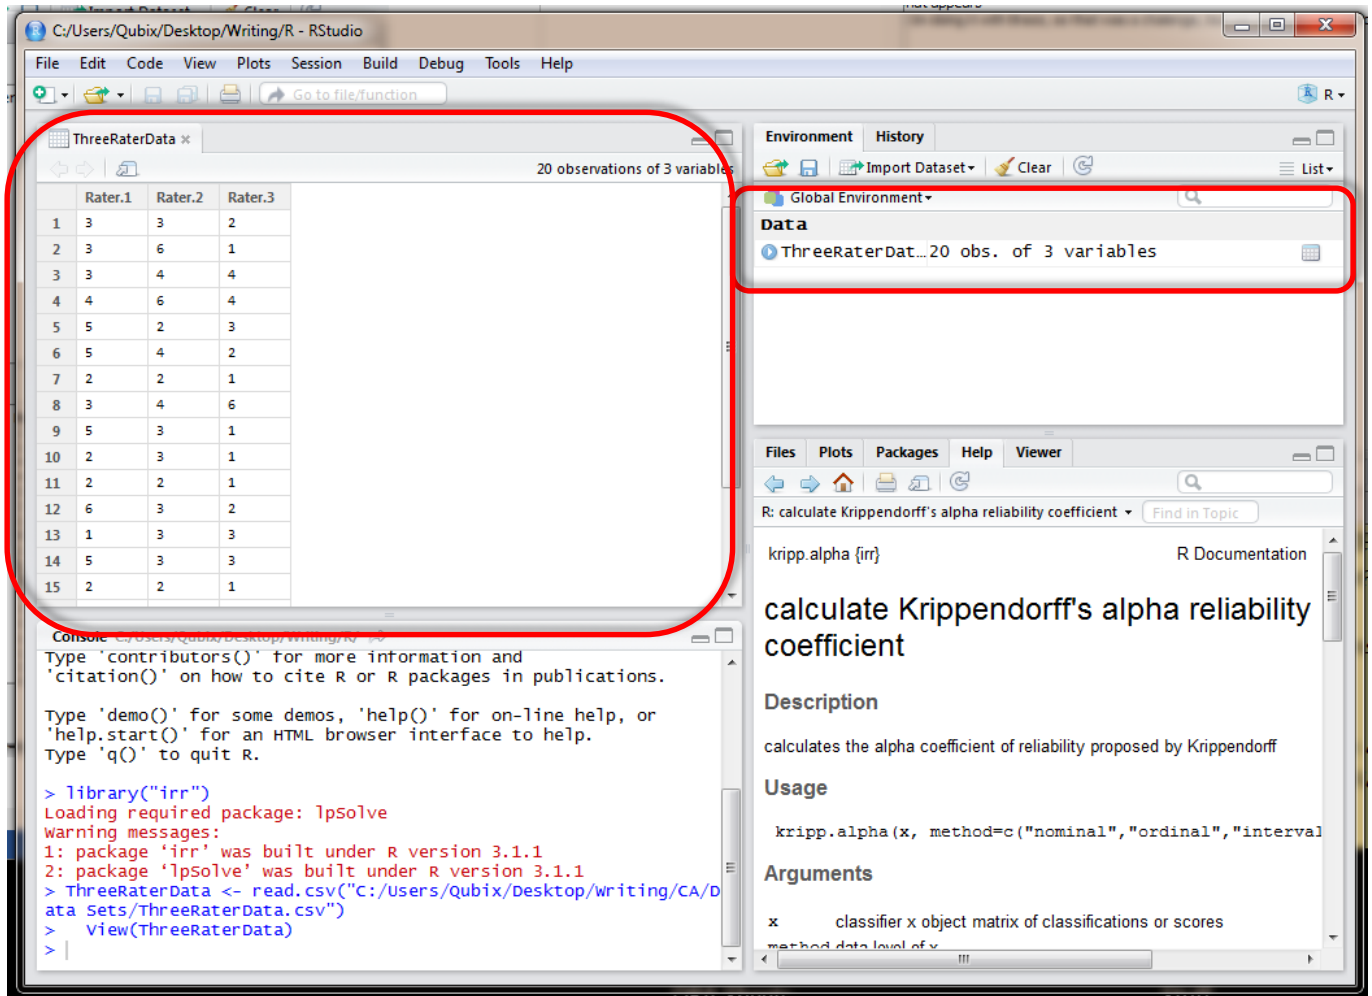 C:/Users/Qubix/Desktop/Writing/R - RStudio
File Edit Code View Plots Session Build Debug Tools Help
Go to file/function
R
ThreeRaterData
20 observations of 3 variables
Rater.1 Rater.2 Rater.3
1 3 3 2
2 3 6 1
3 3 4 4
4 4 6 4
5 5 2 3
6 5 4 2
7 2 2 1
8 3 4 6
9 5 3 1
10 2 3 1
11 2 2 1
12 6 3 2
13 1 3 3
14 5 3 3
15 2 2 1
Console C:/Users/Qubix/Desktop/Writing/R/
Type 'contributors()' for more information and
'citation()' on how to cite R or R packages in publications.
Type 'demo()' for some demos, 'help()' for on-line help, or
'help.start()' for an HTML browser interface to help.
Type 'q()' to quit R.
> library("irr")
Loading required package: lpSolve
Warning messages:
1: package ‘irr’ was built under R version 3.1.1
2: package ‘lpSolve’ was built under R version 3.1.1
> ThreeRaterData <- read.csv("C:/Users/Qubix/Desktop/Writing/CA/D
ata Sets/ThreeRaterData.csv")
> View(ThreeRaterData)
>
Environment History
Import Dataset Clear List
Global Environment
Data
ThreeRaterDat… 20 obs. of 3 variables
Files Plots Packages Help Viewer
R: calculate Krippendorff's alpha reliability coefficient Find in Topic
kripp.alpha {irr} R Documentation
calculate Krippendorff's alpha reliability
coefficient
Description
calculates the alpha coefficient of reliability proposed by Krippendorff
Usage
kripp.alpha(x, method=c("nominal","ordinal","interval
Arguments
x classifier x object matrix of classifications or scores
method data level of x